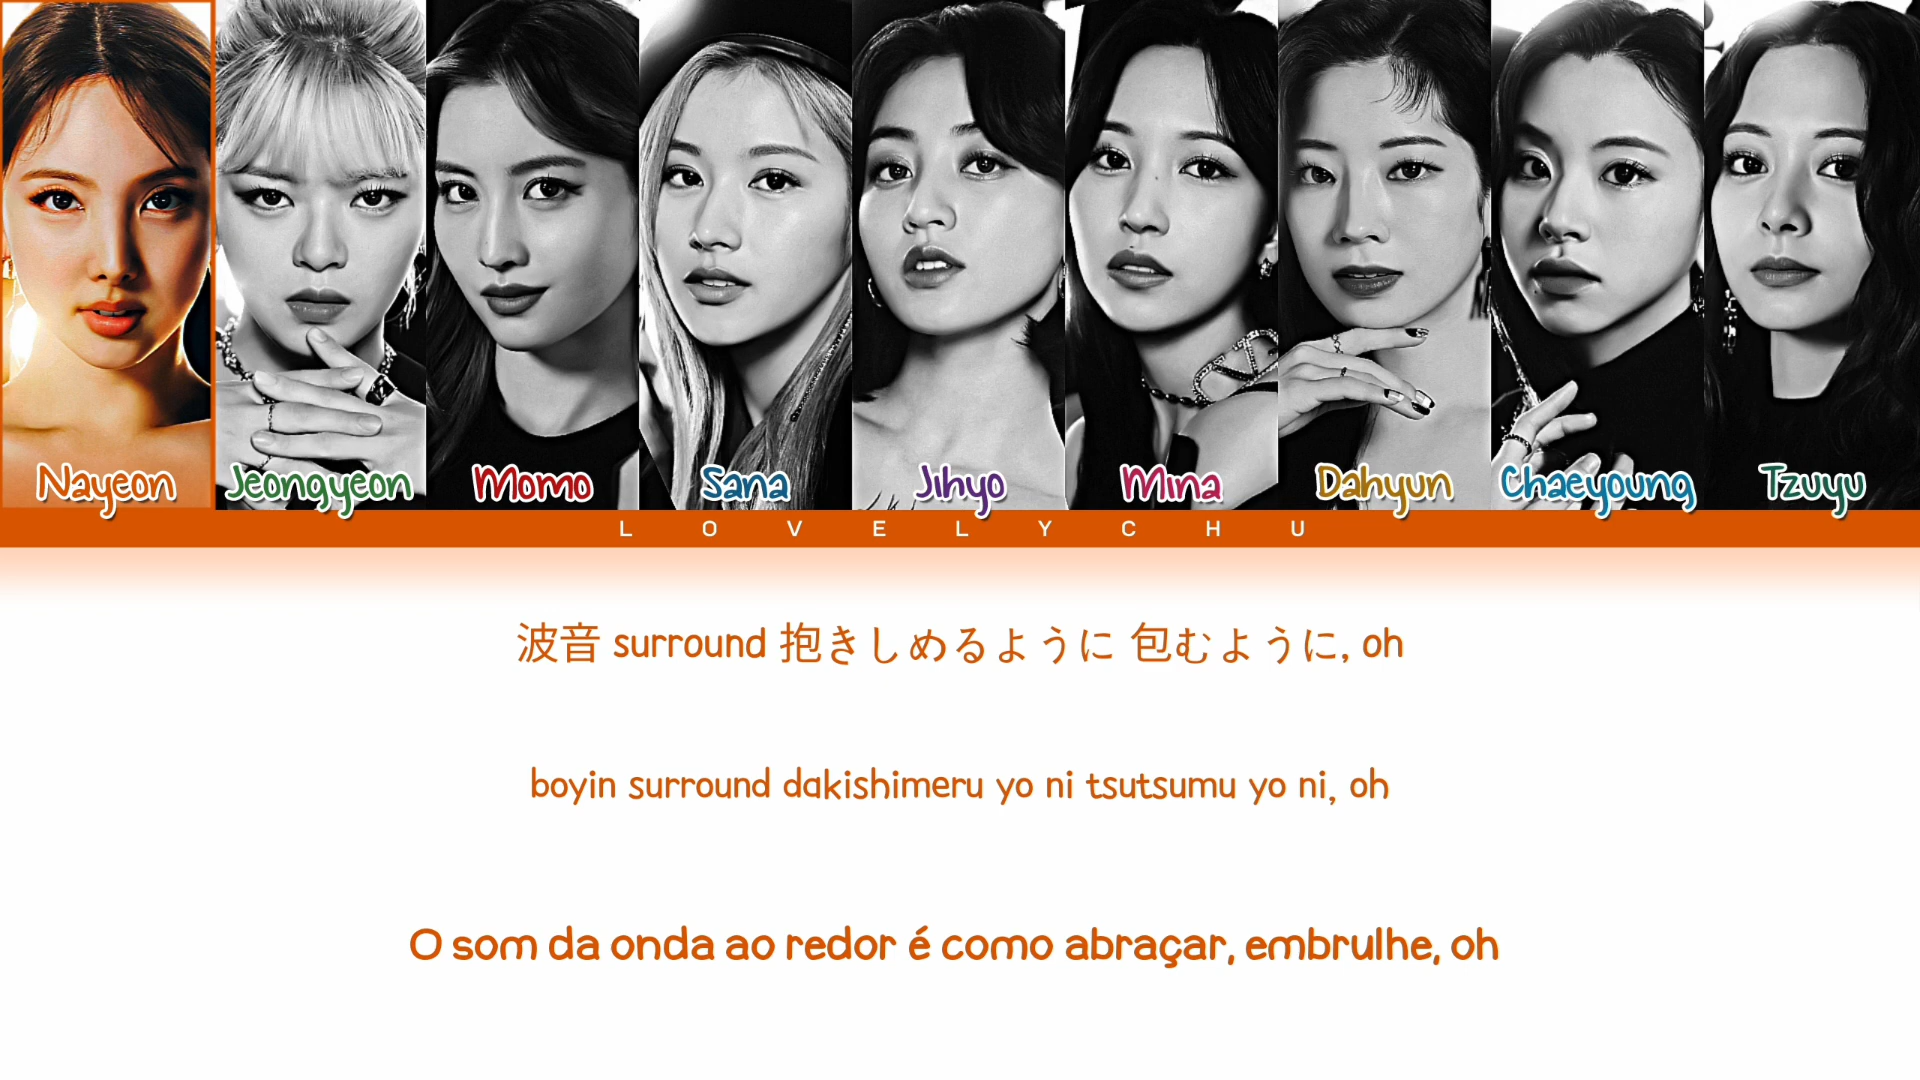 Nayeon Jeongyeon Momo Sana Jihyo Mina Dahyun Chaeyoung Tzuyu
LOVELYCHU
波音 surround 抱きしめるように 包むように, oh
boyin surround dakishimeru yo ni tsutsumu yo ni, oh
O som da onda ao redor é como abraçar, embrulhe, oh